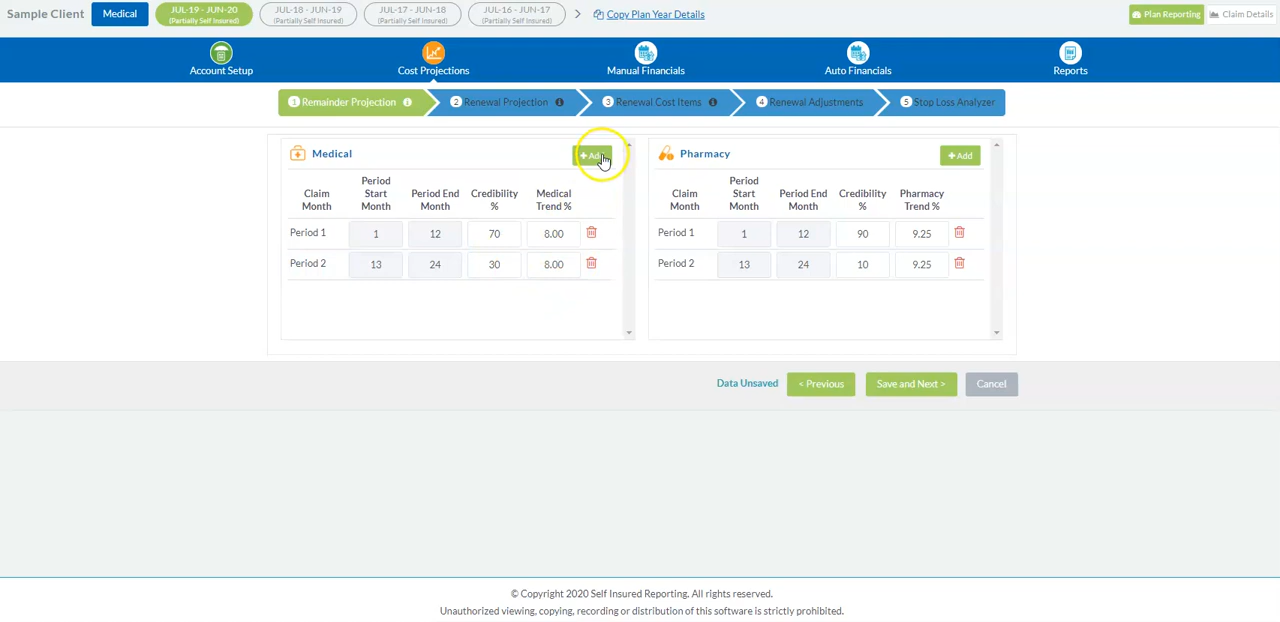 Sample Client
Medical
JUL-19 - JUN-20
(Partially Self Insured)
JUL-18 - JUN-19
(Partially Self Insured)
JUL-17 - JUN-18
(Partially Self Insured)
JUL-16 - JUN-17
(Partially Self Insured)
Copy Plan Year Details
Plan Reporting
Claim Details
Account Setup
Cost Projections
Manual Financials
Auto Financials
Reports
1 Remainder Projection
2 Renewal Projection
3 Renewal Cost Items
4 Renewal Adjustments
5 Stop Loss Analyzer
Medical
+ Add
Claim Month Period Start Month Period End Month Credibility % Medical Trend %
Period 1 1 12 70 8.00
Period 2 13 24 30 8.00
Pharmacy
+ Add
Claim Month Period Start Month Period End Month Credibility % Pharmacy Trend %
Period 1 1 12 90 9.25
Period 2 13 24 10 9.25
Data Unsaved
< Previous
Save and Next >
Cancel
© Copyright 2020 Self Insured Reporting. All rights reserved.
Unauthorized viewing, copying, recording or distribution of this software is strictly prohibited.